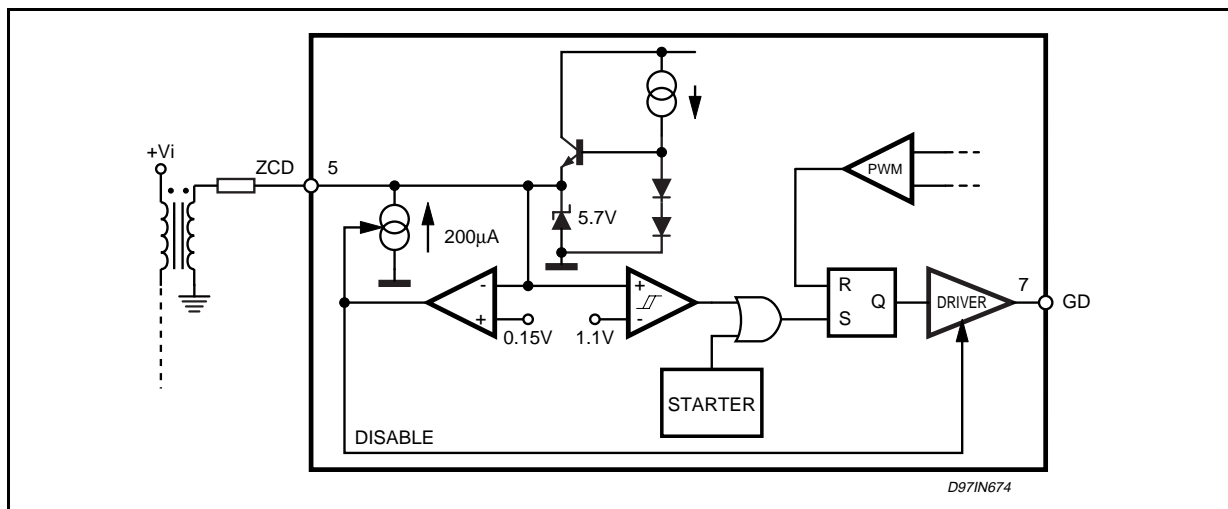 +Vi
ZCD
5
200µA
5.7V
PWM
-
+
0.15V
1.1V
+
-
R
S
Q
DRIVER
7
GD
STARTER
DISABLE
D97IN674